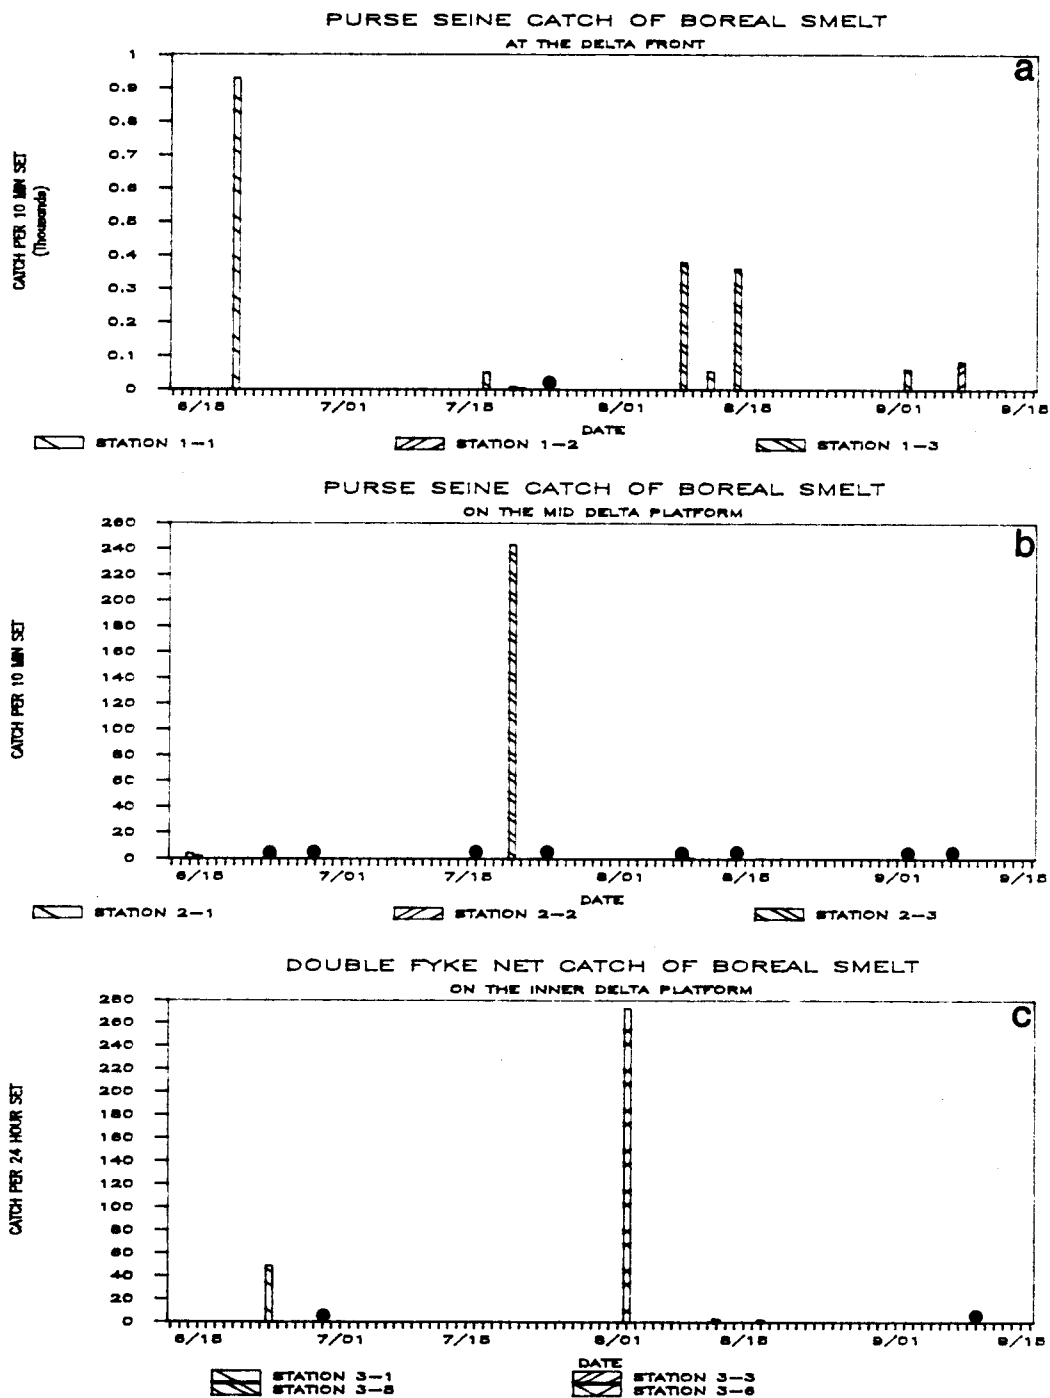 PURSE SEINE CATCH OF BOREAL SMELT
AT THE DELTA FRONT
a
CATCH PER 10 MIN SET
(Thousands)
1
0.9
0.8
0.7
0.6
0.5
0.4
0.3
0.2
0.1
0
6/15 7/01 7/15 8/01 8/15 9/01 9/15
DATE
STATION 1-1 STATION 1-2 STATION 1-3
PURSE SEINE CATCH OF BOREAL SMELT
ON THE MID DELTA PLATFORM
b
CATCH PER 10 MIN SET
260
240
220
200
180
160
140
120
100
80
60
40
20
0
6/15 7/01 7/15 8/01 8/15 9/01 9/15
DATE
STATION 2-1 STATION 2-2 STATION 2-3
DOUBLE FYKE NET CATCH OF BOREAL SMELT
ON THE INNER DELTA PLATFORM
c
CATCH PER 24 HOUR SET
280
260
240
220
200
180
160
140
120
100
80
60
40
20
0
6/15 7/01 7/15 8/01 8/15 9/01 9/15
DATE
STATION 3-1 STATION 3-3
STATION 3-5 STATION 3-6